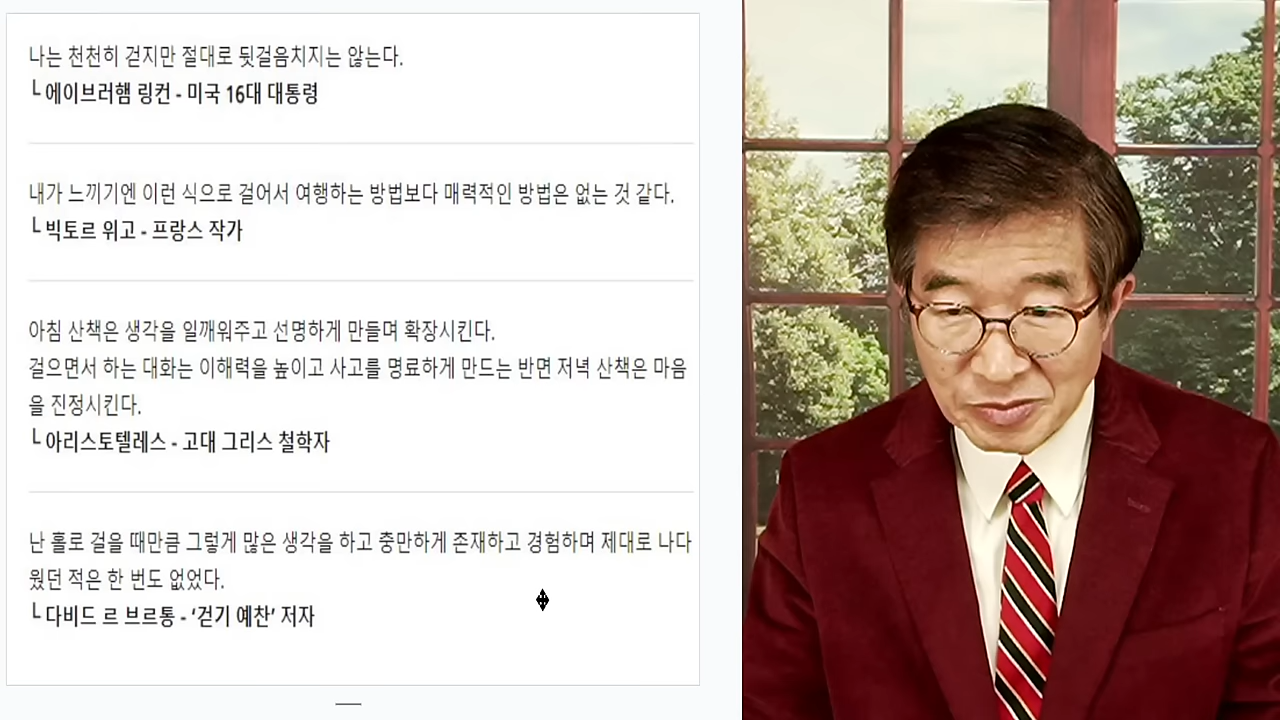 나는 천천히 걷지만 절대로 뒷걸음치지는 않는다.
└ 에이브러햄 링컨 - 미국 16대 대통령
내가 느끼기엔 이런 식으로 걸어서 여행하는 방법보다 매력적인 방법은 없는 것 같다.
└ 빅토르 위고 - 프랑스 작가
아침 산책은 생각을 일깨워주고 선명하게 만들며 확장시킨다.
걸으면서 하는 대화는 이해력을 높이고 사고를 명료하게 만드는 반면 저녁 산책은 마음
을 진정시킨다.
└ 아리스토텔레스 - 고대 그리스 철학자
난 홀로 걸을 때만큼 그렇게 많은 생각을 하고 충만하게 존재하고 경험하며 제대로 나다
웠던 적은 한 번도 없었다.
└ 다비드 르 브르통 - ‘걷기 예찬’ 저자